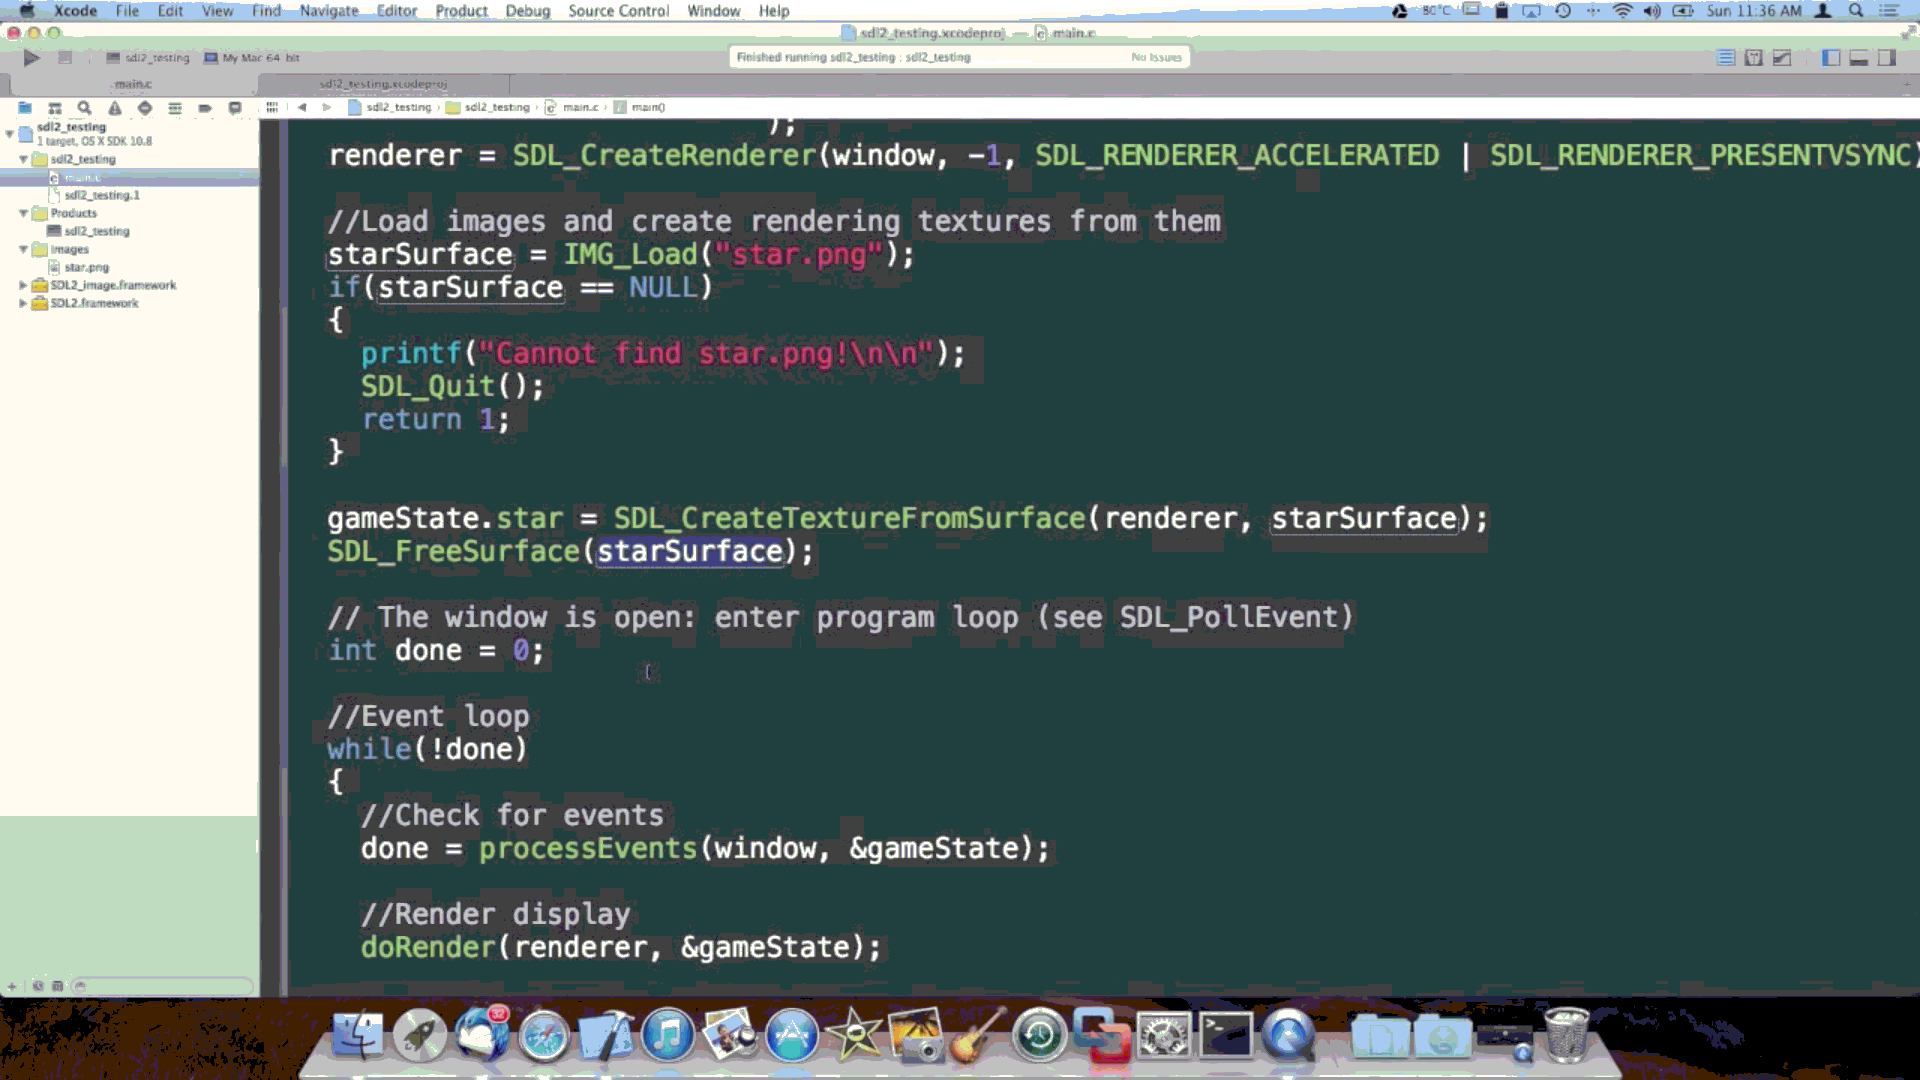 Xcode File Edit View Find Navigate Editor Product Debug Source Control Window Help
80°C Sun 11:36 AM
sdl2_testing.xcodeproj — main.c
sdl2_testing My Mac 64-bit
Finished running sdl2_testing : sdl2_testing No Issues
main.c sdl2_testing.xcodeproj
sdl2_testing sdl2_testing main.c main()
sdl2_testing
1 target, OS X SDK 10.8
sdl2_testing
main.c
sdl2_testing.1
Products
sdl2_testing
Images
star.png
SDL2_image.framework
SDL2.framework
);
renderer = SDL_CreateRenderer(window, -1, SDL_RENDERER_ACCELERATED | SDL_RENDERER_PRESENTVSYNC)
//Load images and create rendering textures from them
starSurface = IMG_Load("star.png");
if(starSurface == NULL)
{
printf("Cannot find star.png!\n\n");
SDL_Quit();
return 1;
}
gameState.star = SDL_CreateTextureFromSurface(renderer, starSurface);
SDL_FreeSurface(starSurface);
// The window is open: enter program loop (see SDL_PollEvent)
int done = 0;
//Event loop
while(!done)
{
//Check for events
done = processEvents(window, &gameState);
//Render display
doRender(renderer, &gameState);
32